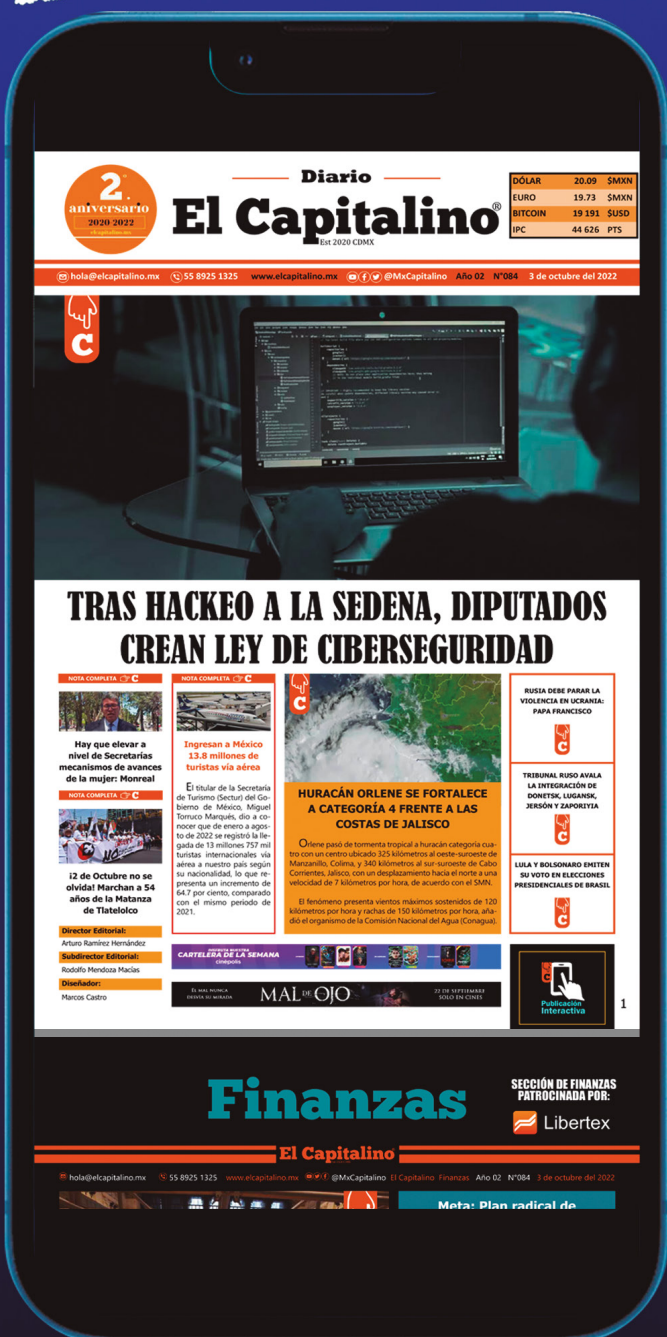 2.º
aniversario
2020-2022
elcapitalino.mx
Diario
El Capitalino®
Est 2020 CDMX
DÓLAR 20.09 $MXN
EURO 19.73 $MXN
BITCOIN 19 191 $USD
IPC 44 626 PTS
hola@elcapitalino.mx 55 8925 1325 www.elcapitalino.mx @MxCapitalino Año 02 N°084 3 de octubre del 2022
C
TRAS HACKEO A LA SEDENA, DIPUTADOS
CREAN LEY DE CIBERSEGURIDAD
NOTA COMPLETA C
Hay que elevar a
nivel de Secretarías
mecanismos de avances
de la mujer: Monreal
NOTA COMPLETA C
¡2 de Octubre no se
olvida! Marchan a 54
años de la Matanza
de Tlatelolco
Director Editorial:
Arturo Ramírez Hernández
Subdirector Editorial:
Rodolfo Mendoza Macías
Diseñador:
Marcos Castro
NOTA COMPLETA C
Ingresan a México
13.8 millones de
turistas vía aérea
El titular de la Secretaría
de Turismo (Sectur) del Go-
bierno de México, Miguel
Torruco Marqués, dio a co-
nocer que de enero a agos-
to de 2022 se registró la lle-
gada de 13 millones 757 mil
turistas internacionales vía
aérea a nuestro país según
su nacionalidad, lo que re-
presenta un incremento de
64.7 por ciento, comparado
con el mismo periodo de
2021.
C
HURACÁN ORLENE SE FORTALECE
A CATEGORÍA 4 FRENTE A LAS
COSTAS DE JALISCO
Orlene pasó de tormenta tropical a huracán categoría cua-
tro con un centro ubicado 325 kilómetros al oeste-suroeste de
Manzanillo, Colima, y 340 kilómetros al sur-suroeste de Cabo
Corrientes, Jalisco, con un desplazamiento hacia el norte a una
velocidad de 7 kilómetros por hora, de acuerdo con el SMN.
El fenómeno presenta vientos máximos sostenidos de 120
kilómetros por hora y rachas de 150 kilómetros por hora, aña-
dió el organismo de la Comisión Nacional del Agua (Conagua).
RUSIA DEBE PARAR LA
VIOLENCIA EN UCRANIA:
PAPA FRANCISCO
C
TRIBUNAL RUSO AVALA
LA INTEGRACIÓN DE
DONETSK, LUGANSK,
JERSÓN Y ZAPORIYIA
C
LULA Y BOLSONARO EMITEN
SU VOTO EN ELECCIONES
PRESIDENCIALES DE BRASIL
C
DISFRUTA NUESTRA
CARTELERA DE LA SEMANA
cinépolis
EL MAL NUNCA
DESVÍA SU MIRADA
MAL DE OJO
22 DE SEPTIEMBRE
SOLO EN CINES
C
Publicación
Interactiva
1
Finanzas
SECCIÓN DE FINANZAS
PATROCINADA POR:
Libertex
El Capitalino
hola@elcapitalino.mx 55 8925 1325 www.elcapitalino.mx @MxCapitalino El Capitalino Finanzas Año 02 N°084 3 de octubre del 2022
Meta: Plan radical de